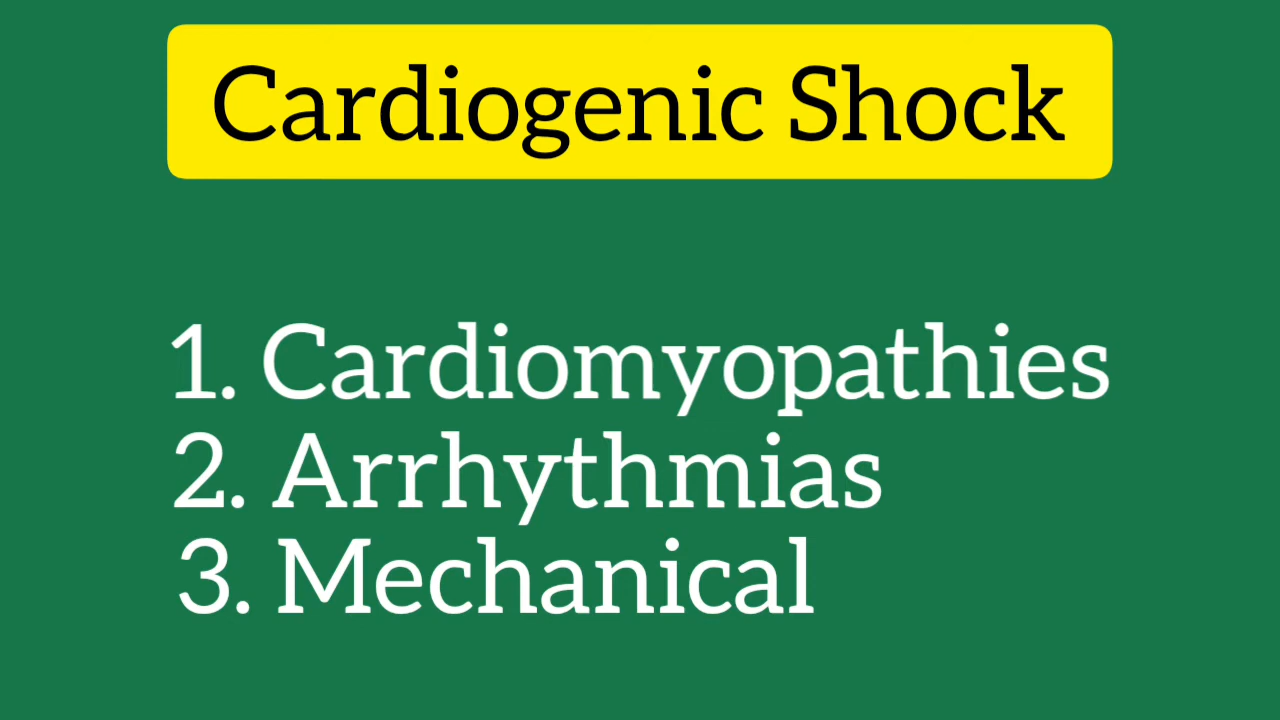 Cardiogenic Shock
1. Cardiomyopathies
2. Arrhythmias
3. Mechanical